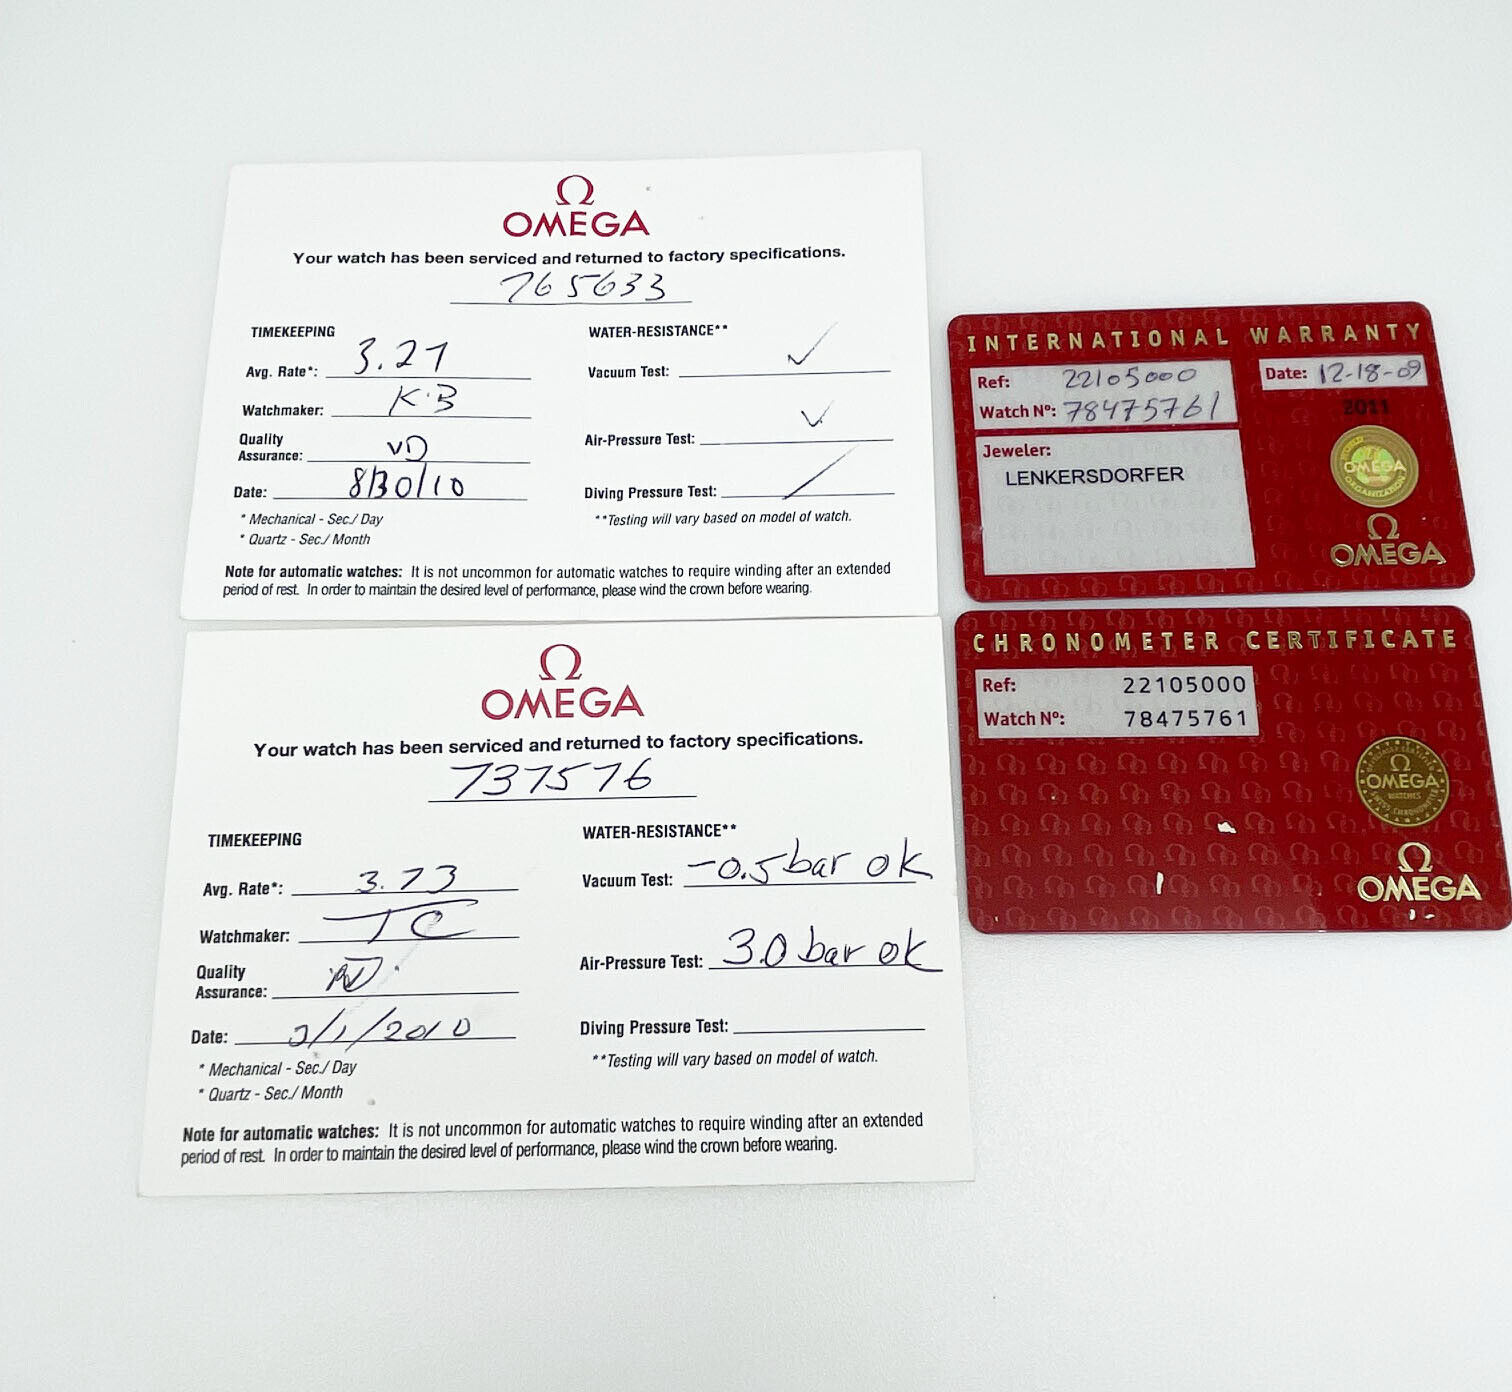 Ω
OMEGA
Your watch has been serviced and returned to factory specifications.
765633
TIMEKEEPING
Avg. Rate*: 3.27
Watchmaker: K.B
Quality
Assurance: VD
Date: 8/30/10
* Mechanical - Sec./ Day
* Quartz - Sec./ Month
WATER-RESISTANCE**
Vacuum Test: ✓
Air-Pressure Test: ✓
Diving Pressure Test: /
**Testing will vary based on model of watch.
Note for automatic watches: It is not uncommon for automatic watches to require winding after an extended
period of rest. In order to maintain the desired level of performance, please wind the crown before wearing.
Ω
OMEGA
Your watch has been serviced and returned to factory specifications.
737576
TIMEKEEPING
Avg. Rate*: 3.73
Watchmaker: TC
Quality
Assurance:
Date: /1/2010
* Mechanical - Sec./ Day
* Quartz - Sec./ Month
WATER-RESISTANCE**
Vacuum Test: -0.5 bar ok
Air-Pressure Test: 3.0 bar ok
Diving Pressure Test:
**Testing will vary based on model of watch.
Note for automatic watches: It is not uncommon for automatic watches to require winding after an extended
period of rest. In order to maintain the desired level of performance, please wind the crown before wearing.
INTERNATIONAL WARRANTY
Ref: 22105000
Watch Nº: 78475761
Date: 12-18-09
2011
Jeweler:
LENKERSDORFER
OMEGA
Ω
OMEGA
CHRONOMETER CERTIFICATE
Ref: 22105000
Watch Nº: 78475761
Ω
OMEGA
WATCHES
Ω
OMEGA